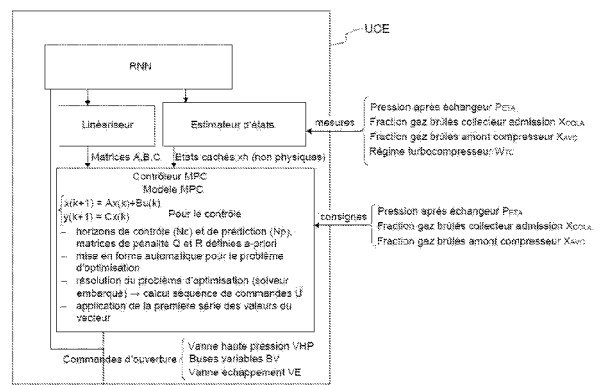 UCE
RNN
Linéariseur
Estimateur d'états
mesures
Pression après échangeur PETA
Fraction gaz brûlés collecteur admission XCOLA
Fraction gaz brûlés amont compresseur XAVC
Régime turbocompresseur WTC
Matrices A,B,C
Etats cachés xh (non physiques)
Contrôleur MPC
Modèle MPC
x(k+1) = Ax(k)+Bu(k)
y(k+1) = Cx(k)
Pour le contrôle
– horizons de contrôle (Nc) et de prédiction (Np), matrices de pénalité Q et R définies a-priori
– mise en forme automatique pour le problème d'optimisation
– résolution du problème d'optimisation (solveur embarqué) → calcul séquence de commandes U
– application de la première série des valeurs du vecteur
consignes
Pression après échangeur PETA
Fraction gaz brûlés collecteur admission XCOLA
Fraction gaz brûlés amont compresseur XAVC
Commandes d'ouverture
Vanne haute pression VHP
Buses variables BV
Vanne échappement VE